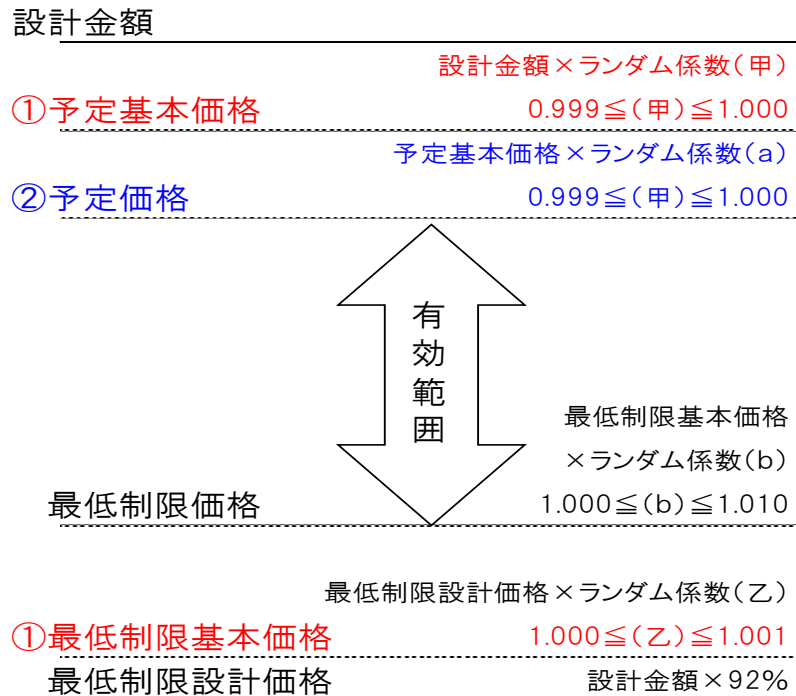 設計金額
設計金額×ランダム係数(甲)
①予定基本価格 0.999≦(甲)≦1.000
予定基本価格×ランダム係数(a)
②予定価格 0.999≦(甲)≦1.000
有効範囲
最低制限基本価格
×ランダム係数(b)
最低制限価格 1.000≦(b)≦1.010
最低制限設計価格×ランダム係数(乙)
①最低制限基本価格 1.000≦(乙)≦1.001
最低制限設計価格 設計金額×92%